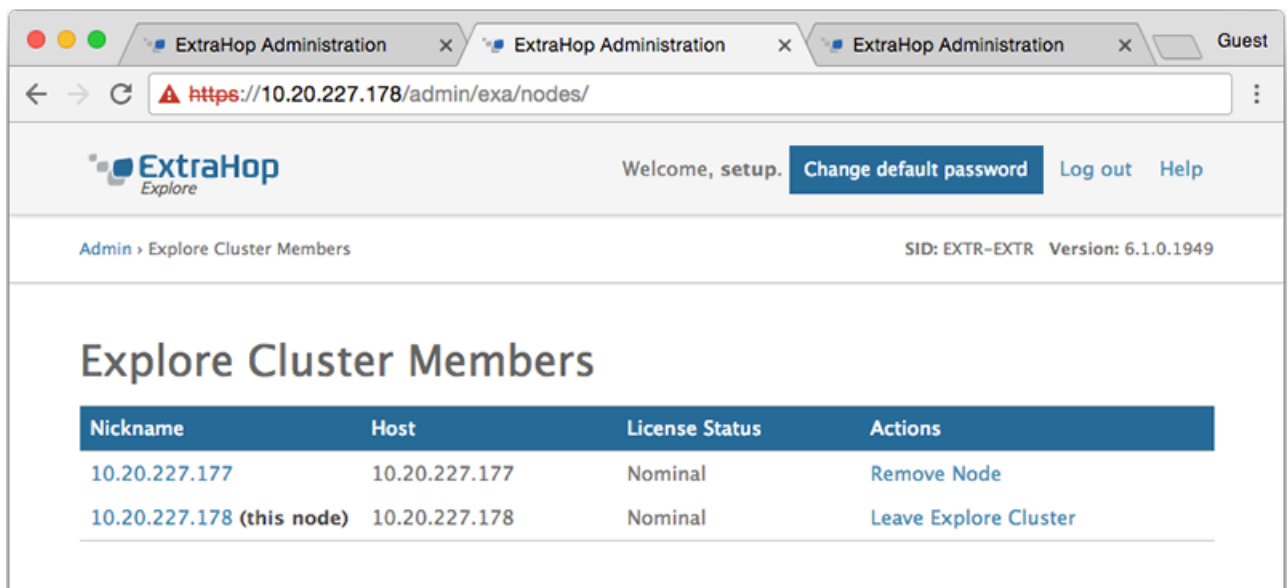 ExtraHop Administration × ExtraHop Administration × ExtraHop Administration × Guest
https://10.20.227.178/admin/exa/nodes/
ExtraHop
Explore
Welcome, setup. Change default password Log out Help
Admin › Explore Cluster Members SID: EXTR-EXTR Version: 6.1.0.1949
Explore Cluster Members
Nickname Host License Status Actions
10.20.227.177 10.20.227.177 Nominal Remove Node
10.20.227.178 (this node) 10.20.227.178 Nominal Leave Explore Cluster